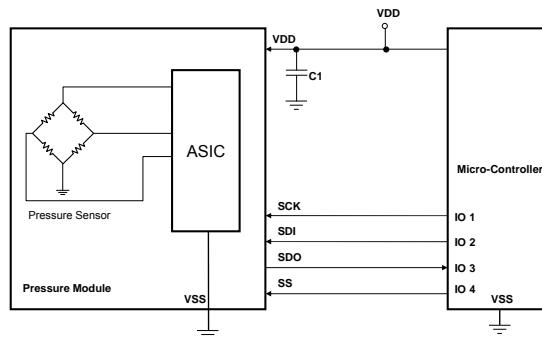 VDD
VDD
C1
ASIC
Micro-Controller
Pressure Sensor
SCK
IO 1
SDI
IO 2
SDO
IO 3
SS
IO 4
Pressure Module
VSS
VSS